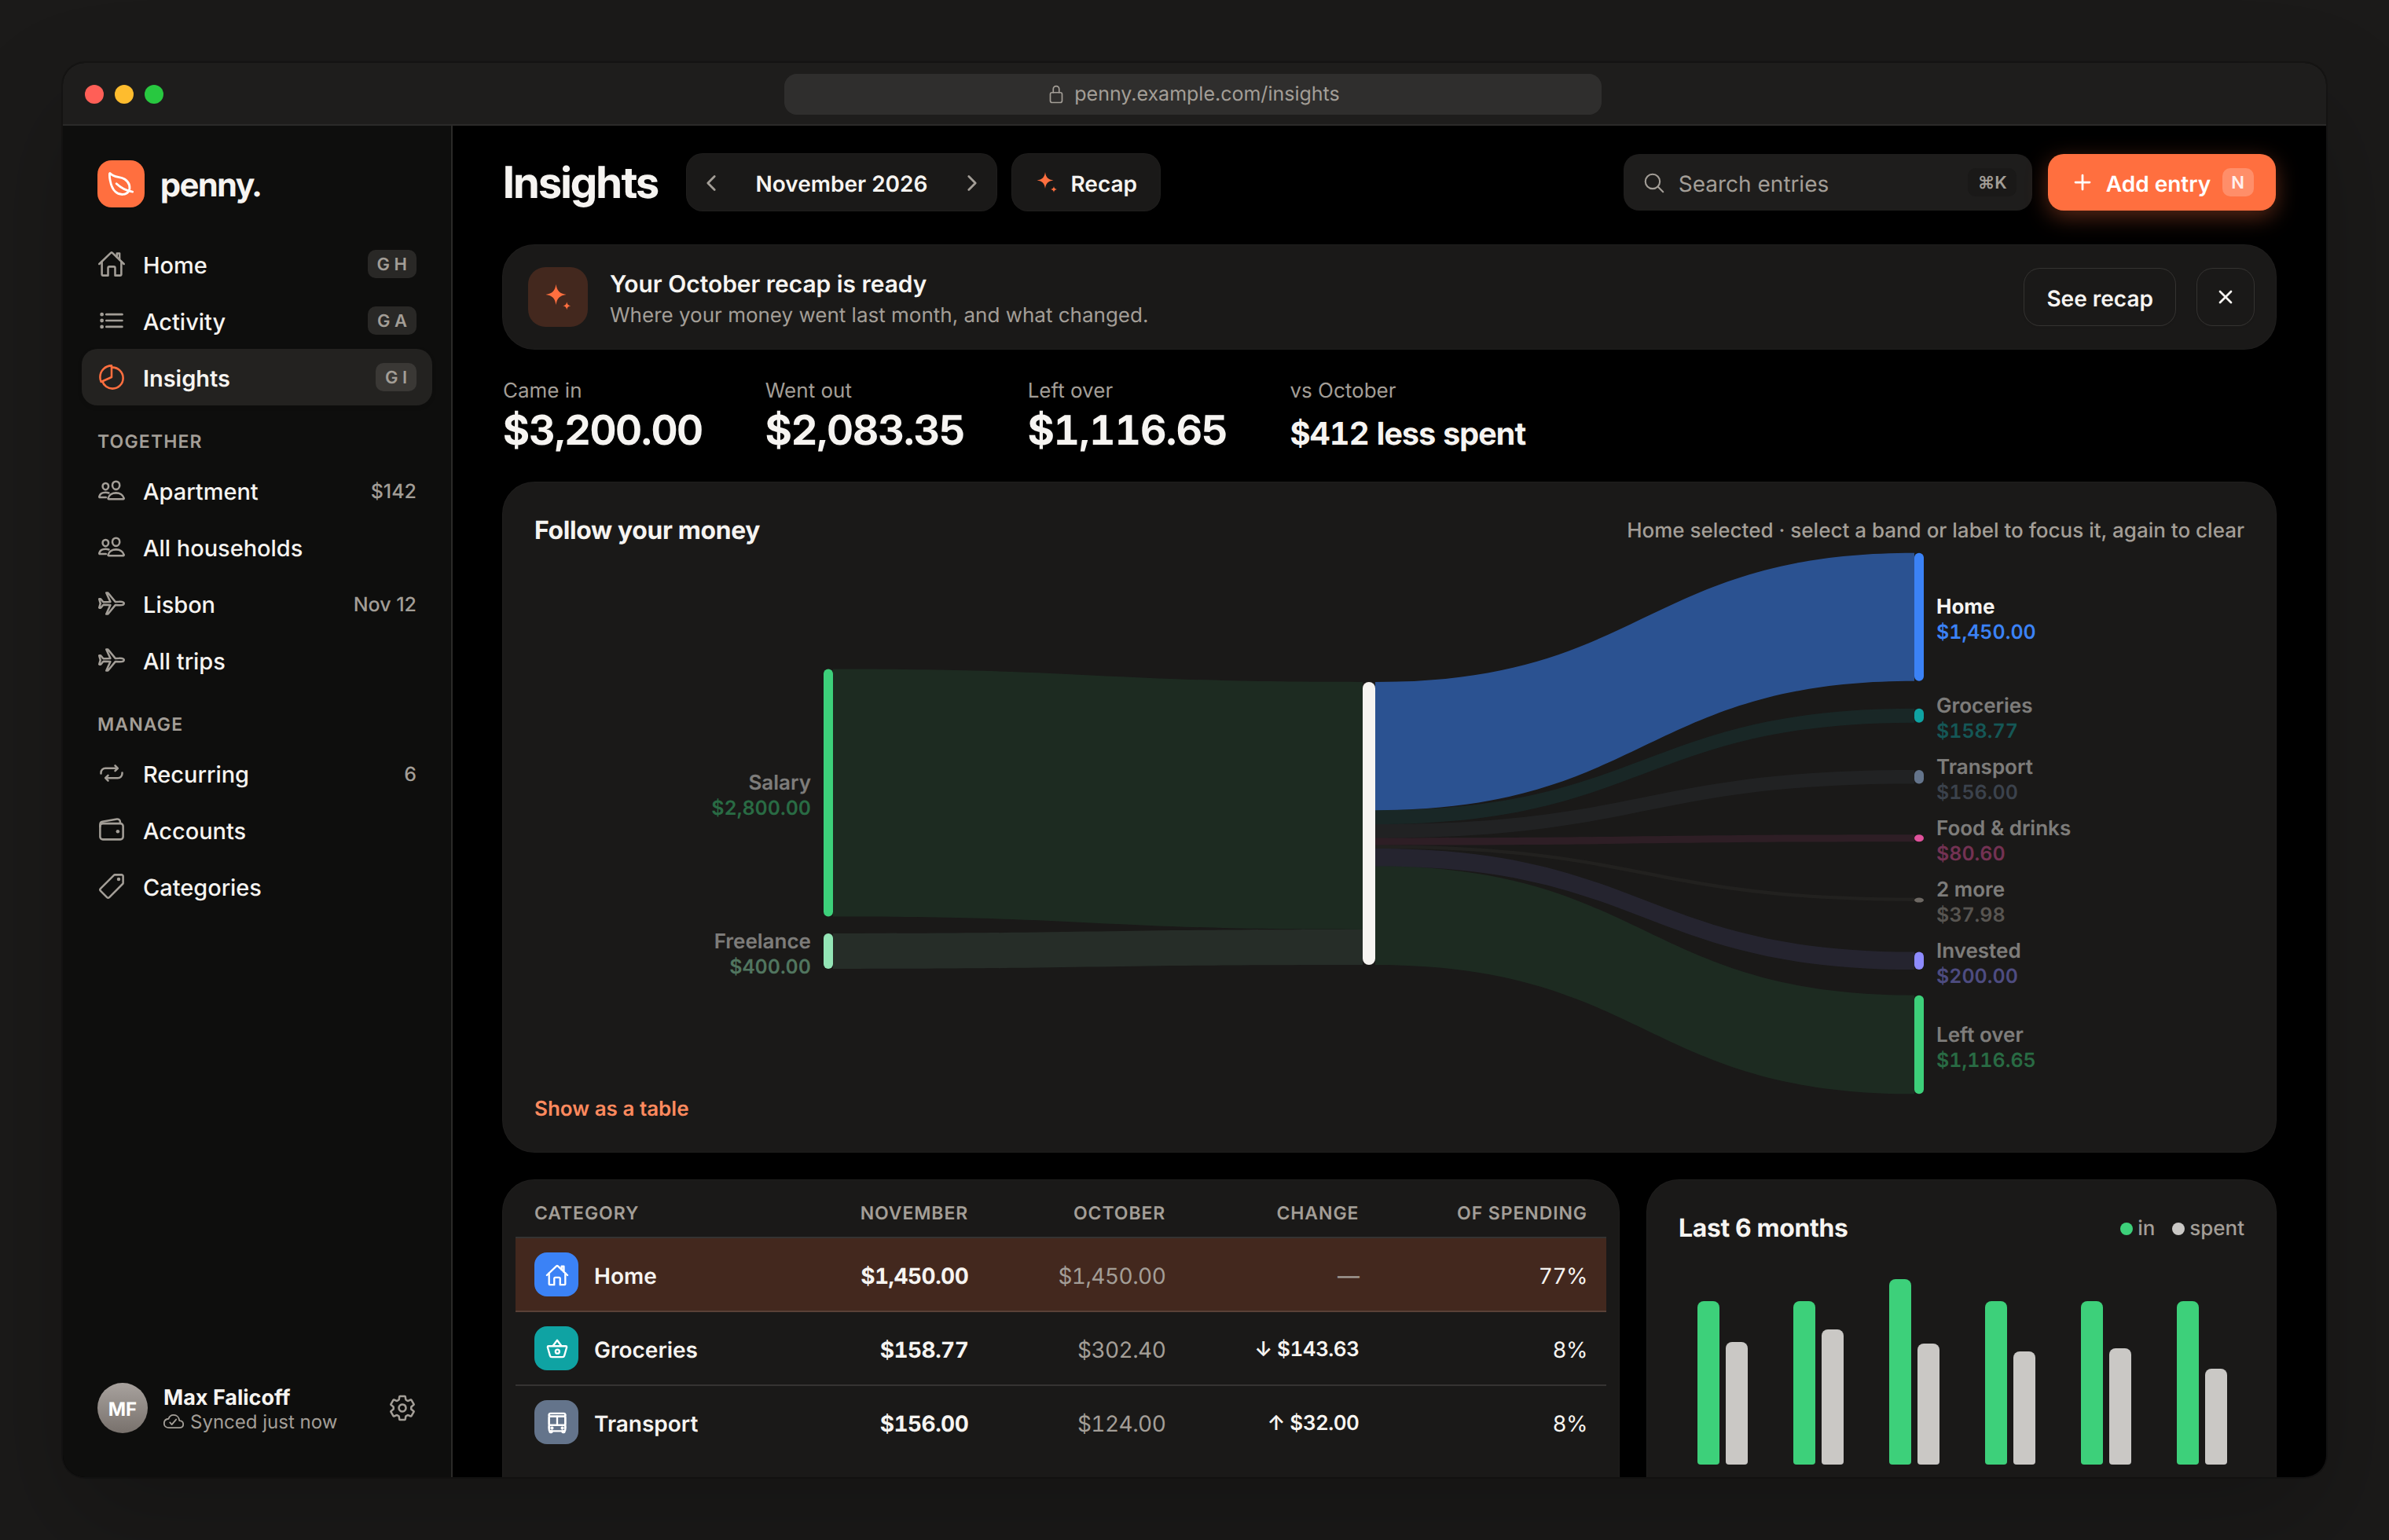 penny.example.com/insights
penny.
Home G H
Activity G A
Insights G I
TOGETHER
Apartment $142
All households
Lisbon Nov 12
All trips
MANAGE
Recurring 6
Accounts
Categories
MF
Max Falicoff
Synced just now
Insights
November 2026
Recap
Search entries ⌘K
+ Add entry N
Your October recap is ready
Where your money went last month, and what changed.
See recap
Came in
$3,200.00
Went out
$2,083.35
Left over
$1,116.65
vs October
$412 less spent
Follow your money
Home selected · select a band or label to focus it, again to clear
Salary
$2,800.00
Freelance
$400.00
Home
$1,450.00
Groceries
$158.77
Transport
$156.00
Food & drinks
$80.60
2 more
$37.98
Invested
$200.00
Left over
$1,116.65
Show as a table
CATEGORY NOVEMBER OCTOBER CHANGE OF SPENDING
Home $1,450.00 $1,450.00 — 77%
Groceries $158.77 $302.40 ↓ $143.63 8%
Transport $156.00 $124.00 ↑ $32.00 8%
Last 6 months
in spent